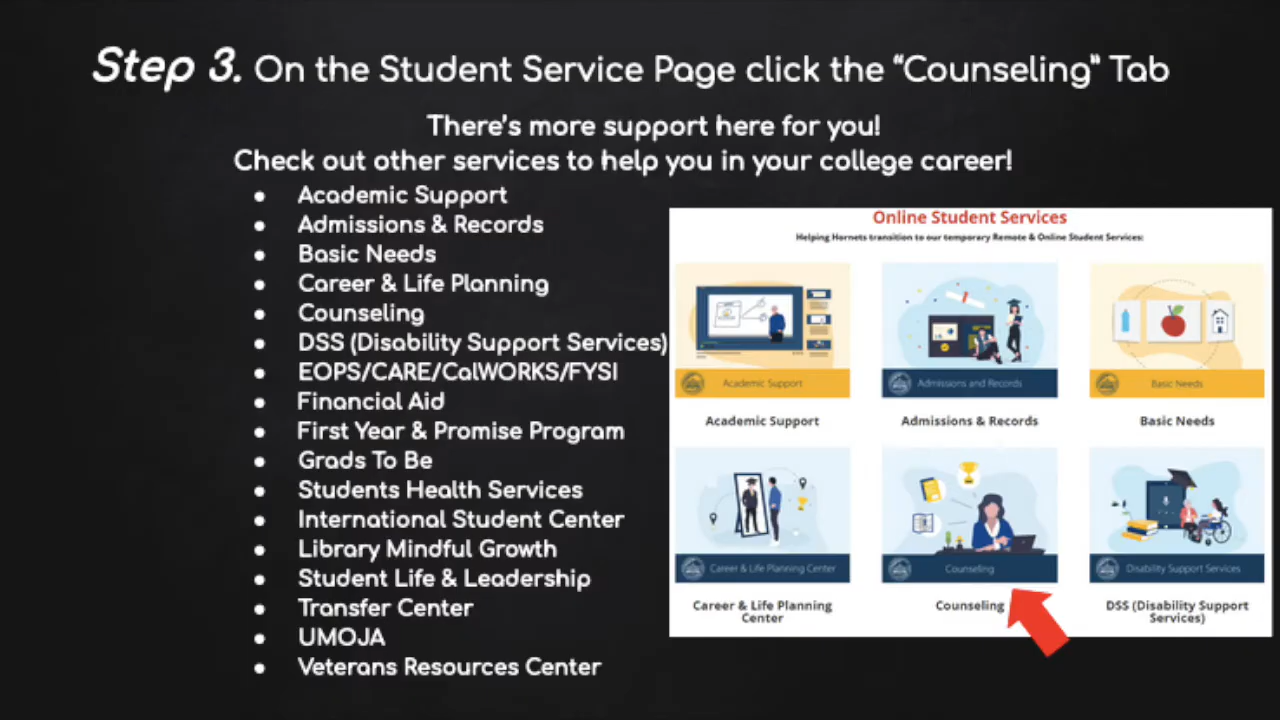 Step 3. On the Student Service Page click the “Counseling” Tab
There’s more support here for you!
Check out other services to help you in your college career!
● Academic Support
● Admissions & Records
● Basic Needs
● Career & Life Planning
● Counseling
● DSS (Disability Support Services)
● EOPS/CARE/CalWORKS/FYSI
● Financial Aid
● First Year & Promise Program
● Grads To Be
● Students Health Services
● International Student Center
● Library Mindful Growth
● Student Life & Leadership
● Transfer Center
● UMOJA
● Veterans Resources Center
Online Student Services
Helping Hornets transition to our temporary Remote & Online Student Services:
Academic Support
Admissions and Records
Basic Needs
Academic Support
Admissions & Records
Basic Needs
Career & Life Planning Center
Counseling
Disability Support Services
Career & Life Planning
Center
Counseling
DSS (Disability Support
Services)